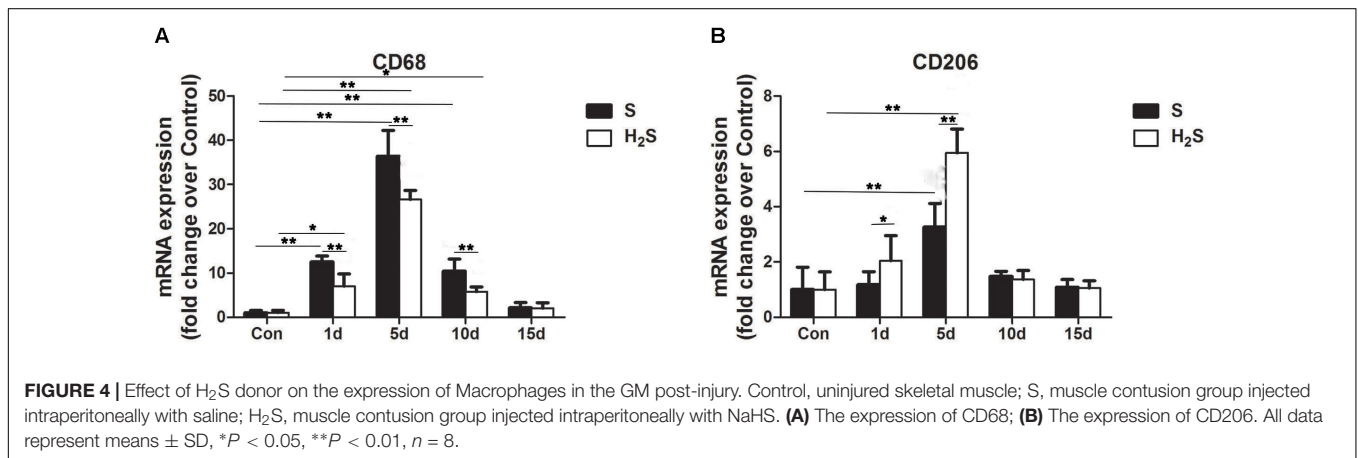 A
CD68
mRNA expression
(fold change over Control)
50
40
30
20
10
0
*
**
**
**
**
*
**
**
**
Con
1d
5d
10d
15d
S
H₂S
B
CD206
mRNA expression
(fold change over Control)
8
6
4
2
0
**
**
**
*
Con
1d
5d
10d
15d
S
H₂S
FIGURE 4 | Effect of H₂S donor on the expression of Macrophages in the GM post-injury. Control, uninjured skeletal muscle; S, muscle contusion group injected
intraperitoneally with saline; H₂S, muscle contusion group injected intraperitoneally with NaHS. (A) The expression of CD68; (B) The expression of CD206. All data
represent means ± SD, *P < 0.05, **P < 0.01, n = 8.